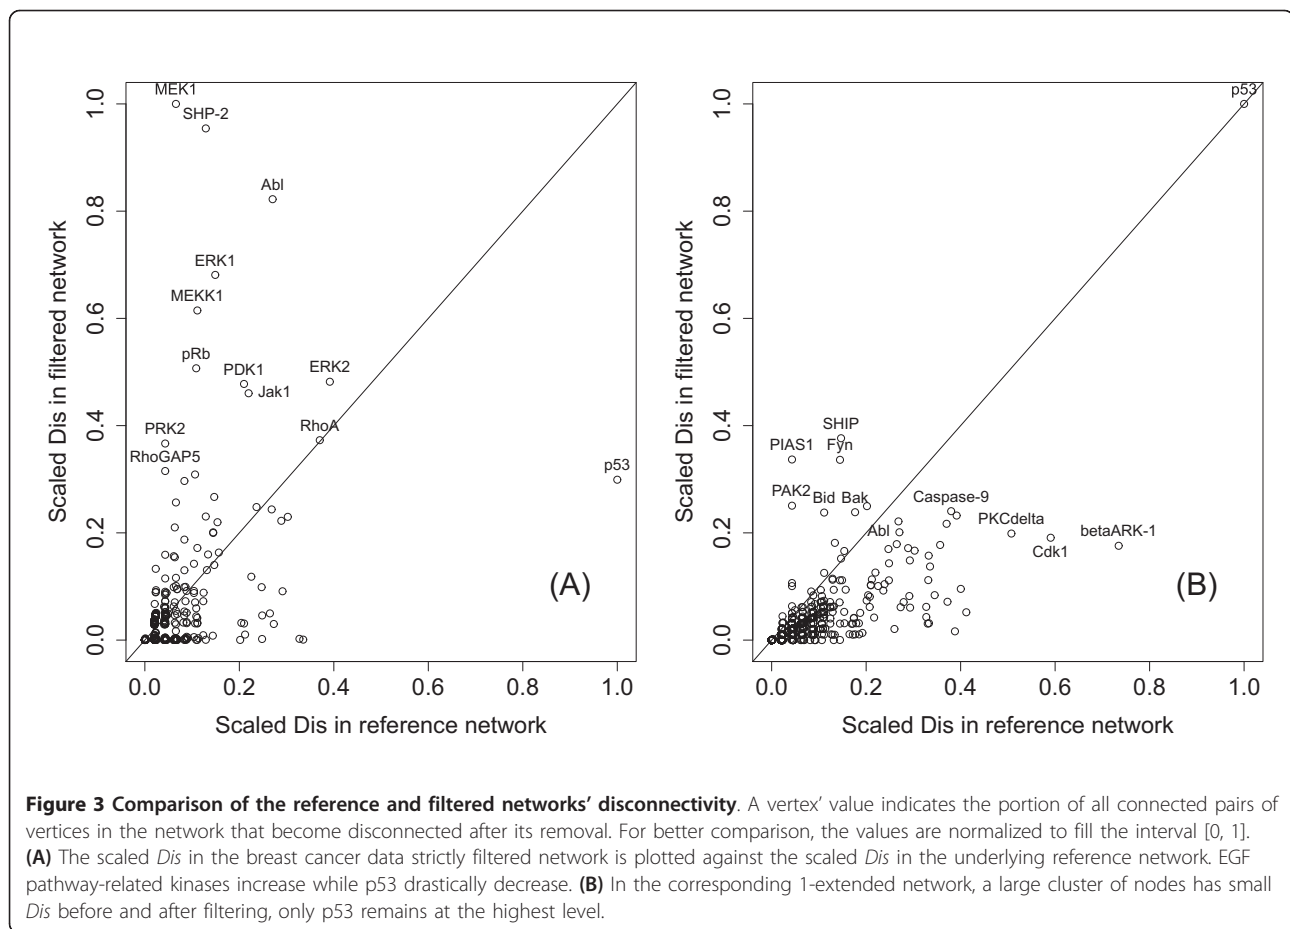 MEK1
SHP-2
Abl
ERK1
MEKK1
pRb
PDK1
ERK2
Jak1
PRK2
RhoA
RhoGAP5
p53
(A)
1.0
0.8
0.6
0.4
0.2
0.0
Scaled Dis in filtered network
0.0 0.2 0.4 0.6 0.8 1.0
Scaled Dis in reference network
p53
SHIP
PIAS1
Fyn
PAK2
Bid
Bak
Caspase-9
Abl
PKCdelta
Cdk1
betaARK-1
(B)
1.0
0.8
0.6
0.4
0.2
0.0
Scaled Dis in filtered network
0.0 0.2 0.4 0.6 0.8 1.0
Scaled Dis in reference network
Figure 3 Comparison of the reference and filtered networks' disconnectivity. A vertex' value indicates the portion of all connected pairs of
vertices in the network that become disconnected after its removal. For better comparison, the values are normalized to fill the interval [0, 1].
(A) The scaled Dis in the breast cancer data strictly filtered network is plotted against the scaled Dis in the underlying reference network. EGF
pathway-related kinases increase while p53 drastically decrease. (B) In the corresponding 1-extended network, a large cluster of nodes has small
Dis before and after filtering, only p53 remains at the highest level.